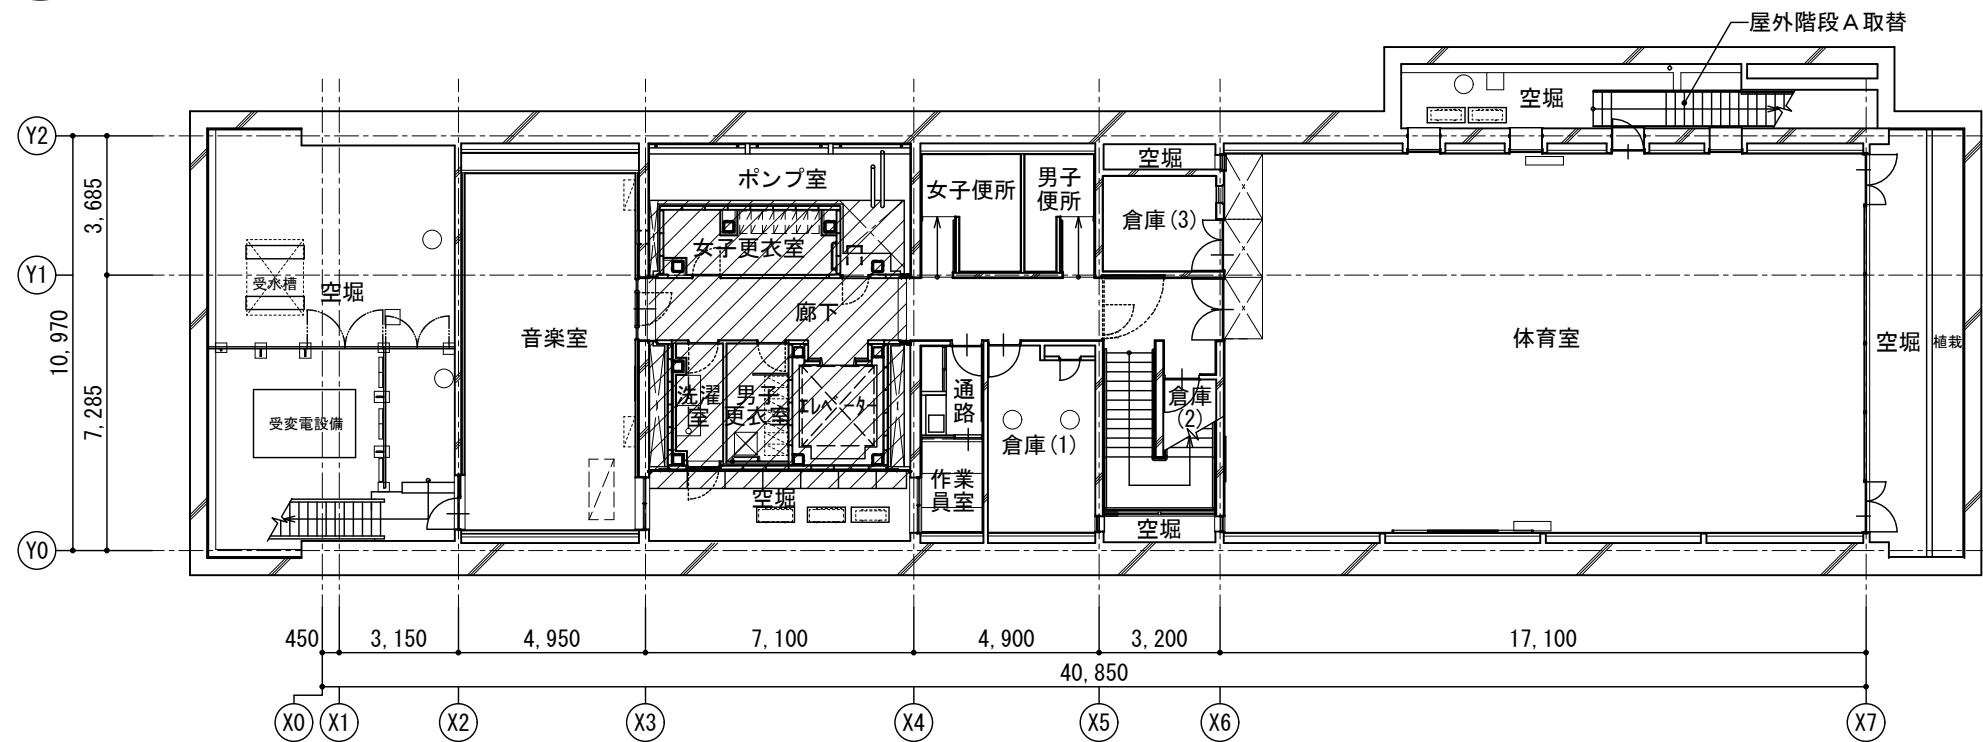 屋外階段Ａ取替
空堀
Y2
空堀
ポンプ室
女子便所
男子
便所
3,685
倉庫(3)
女子更衣室
Y1
受水槽
空堀
廊下
10,970
音楽室
体育室
空堀
植栽
7,285
受変電設備
洗濯
室
男子
更衣室
エレベーター
通
路
倉庫
(2)
倉庫(1)
作業
員室
空堀
空堀
Y0
450
3,150
4,950
7,100
4,900
3,200
17,100
40,850
X0
X1
X2
X3
X4
X5
X6
X7